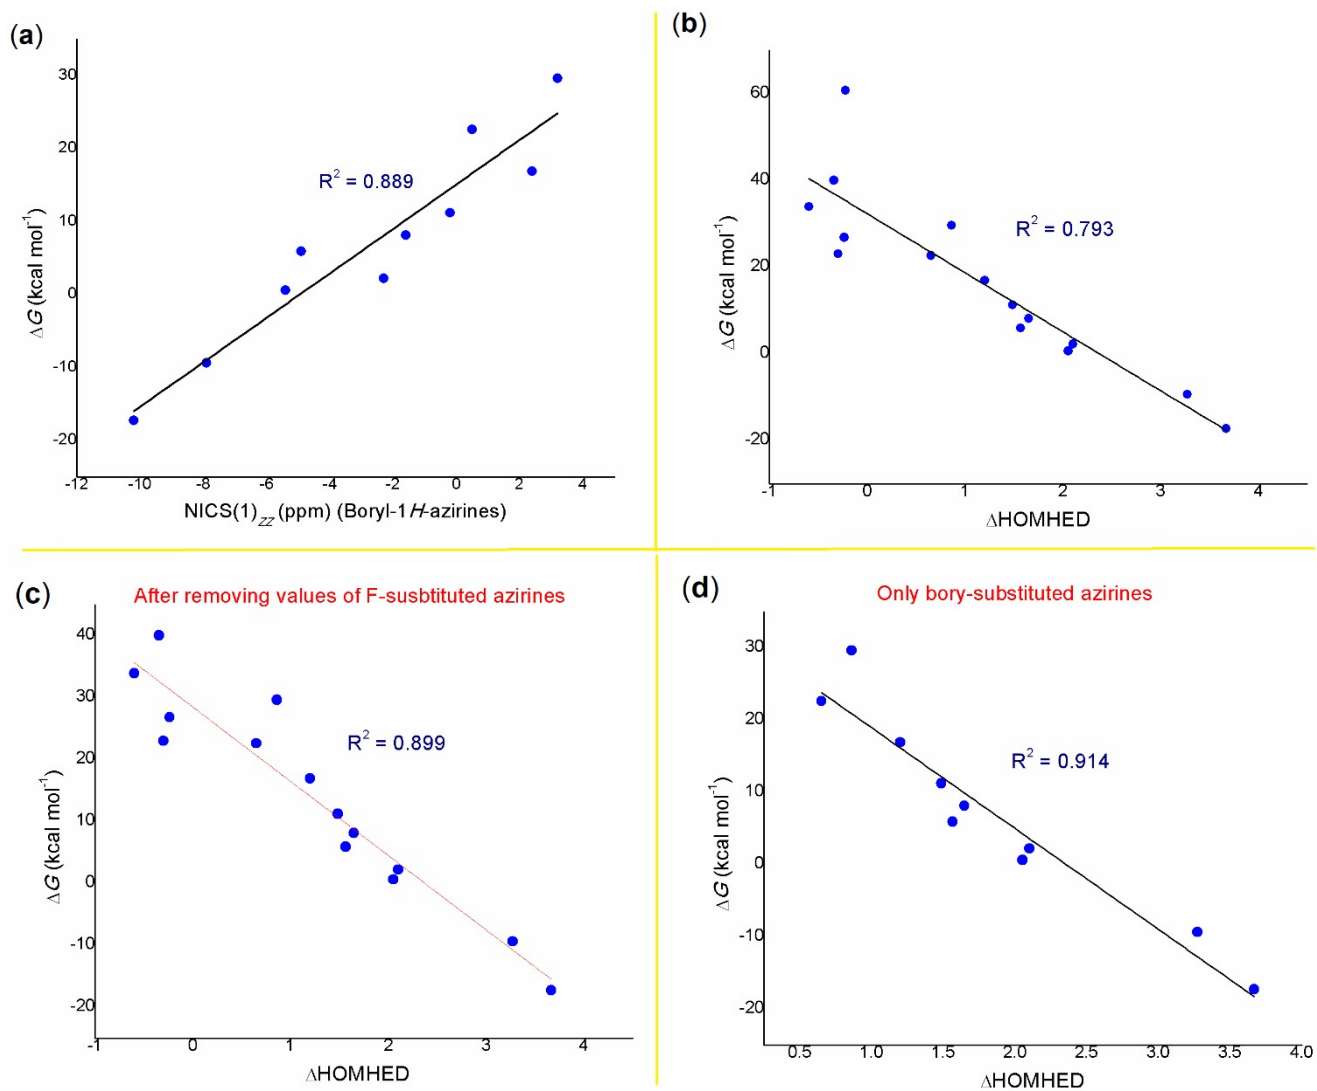 (a)
30
20
10
0
-10
-20
ΔG (kcal mol⁻¹)
R² = 0.889
-12 -10 -8 -6 -4 -2 0 2 4
NICS(1)zz (ppm) (Boryl-1H-azirines)
(b)
60
40
20
0
-20
ΔG (kcal mol⁻¹)
R² = 0.793
-1 0 1 2 3 4
ΔHOMHED
(c)
After removing values of F-susbtituted azirines
40
30
20
10
0
-10
-20
ΔG (kcal mol⁻¹)
R² = 0.899
-1 0 1 2 3 4
ΔHOMHED
(d)
Only bory-substituted azirines
30
20
10
0
-10
-20
ΔG (kcal mol⁻¹)
R² = 0.914
0.5 1.0 1.5 2.0 2.5 3.0 3.5 4.0
ΔHOMHED